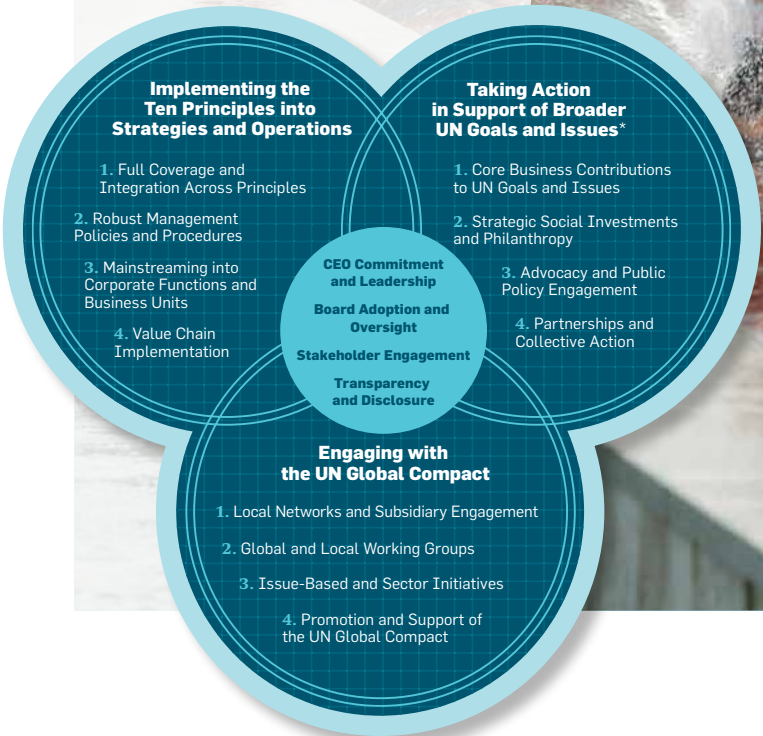 Implementing the
Ten Principles into
Strategies and Operations
1. Full Coverage and
Integration Across Principles
2. Robust Management
Policies and Procedures
3. Mainstreaming into
Corporate Functions and
Business Units
4. Value Chain
Implementation
Taking Action
in Support of Broader
UN Goals and Issues*
1. Core Business Contributions
to UN Goals and Issues
2. Strategic Social Investments
and Philanthropy
3. Advocacy and Public
Policy Engagement
4. Partnerships and
Collective Action
CEO Commitment
and Leadership
Board Adoption and
Oversight
Stakeholder Engagement
Transparency
and Disclosure
Engaging with
the UN Global Compact
1. Local Networks and Subsidiary Engagement
2. Global and Local Working Groups
3. Issue-Based and Sector Initiatives
4. Promotion and Support of
the UN Global Compact